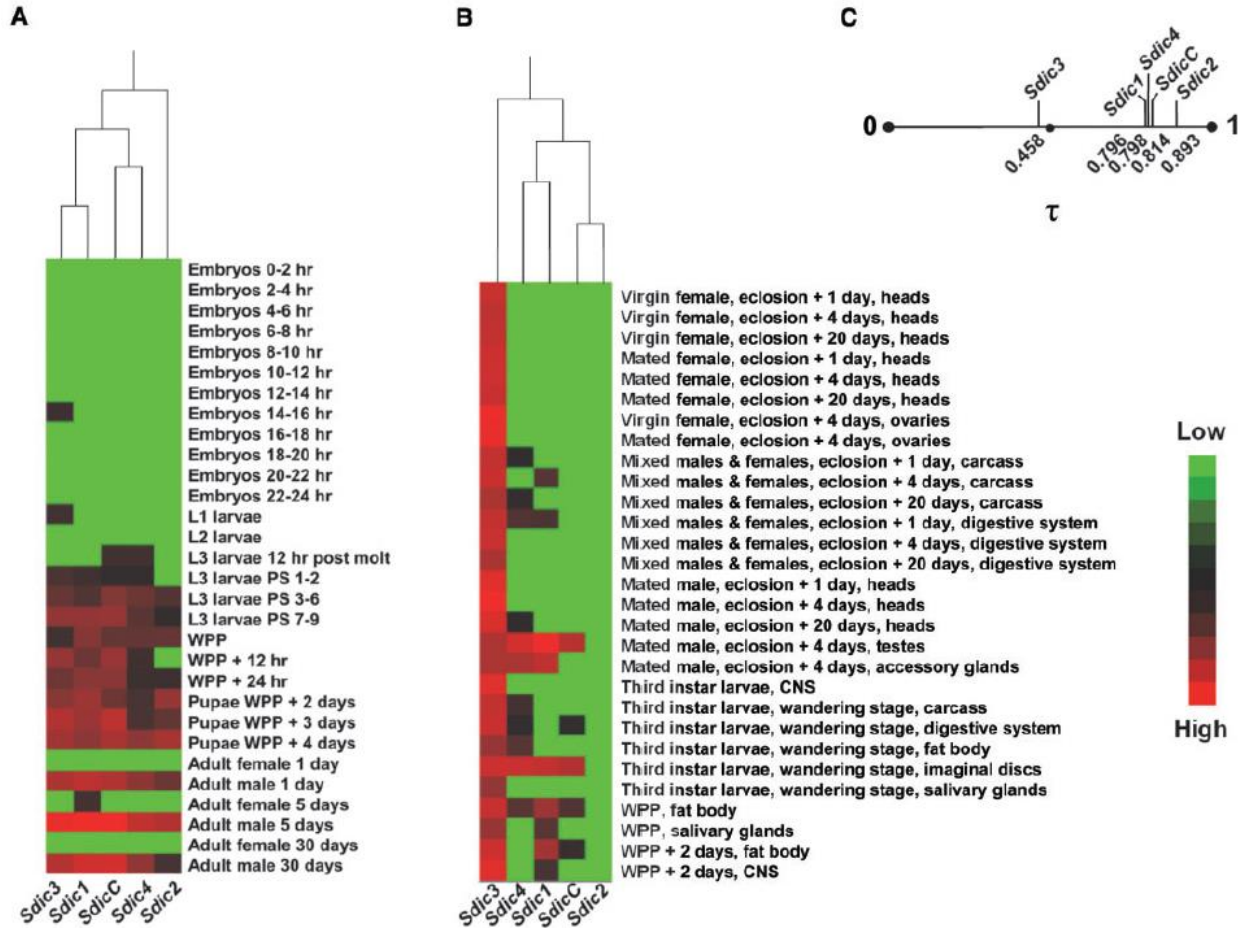 A
Embryos 0-2 hr
Embryos 2-4 hr
Embryos 4-6 hr
Embryos 6-8 hr
Embryos 8-10 hr
Embryos 10-12 hr
Embryos 12-14 hr
Embryos 14-16 hr
Embryos 16-18 hr
Embryos 18-20 hr
Embryos 20-22 hr
Embryos 22-24 hr
L1 larvae
L2 larvae
L3 larvae 12 hr post molt
L3 larvae PS 1-2
L3 larvae PS 3-6
L3 larvae PS 7-9
WPP
WPP + 12 hr
WPP + 24 hr
Pupae WPP + 2 days
Pupae WPP + 3 days
Pupae WPP + 4 days
Adult female 1 day
Adult male 1 day
Adult female 5 days
Adult male 5 days
Adult female 30 days
Adult male 30 days
Sdic3 Sdic1 SdicC Sdic4 Sdic2
B
Virgin female, eclosion + 1 day, heads
Virgin female, eclosion + 4 days, heads
Virgin female, eclosion + 20 days, heads
Mated female, eclosion + 1 day, heads
Mated female, eclosion + 4 days, heads
Mated female, eclosion + 20 days, heads
Virgin female, eclosion + 4 days, ovaries
Mated female, eclosion + 4 days, ovaries
Mixed males & females, eclosion + 1 day, carcass
Mixed males & females, eclosion + 4 days, carcass
Mixed males & females, eclosion + 20 days, carcass
Mixed males & females, eclosion + 1 day, digestive system
Mixed males & females, eclosion + 4 days, digestive system
Mixed males & females, eclosion + 20 days, digestive system
Mated male, eclosion + 1 day, heads
Mated male, eclosion + 4 days, heads
Mated male, eclosion + 20 days, heads
Mated male, eclosion + 4 days, testes
Mated male, eclosion + 4 days, accessory glands
Third instar larvae, CNS
Third instar larvae, wandering stage, carcass
Third instar larvae, wandering stage, digestive system
Third instar larvae, wandering stage, fat body
Third instar larvae, wandering stage, imaginal discs
Third instar larvae, wandering stage, salivary glands
WPP, fat body
WPP, salivary glands
WPP + 2 days, fat body
WPP + 2 days, CNS
Sdic3 Sdic4 Sdic1 SdicC Sdic2
C
Sdic3 Sdic1 Sdic4 SdicC Sdic2
0 1
0.458 0.796 0.798 0.814 0.893
τ
Low
High